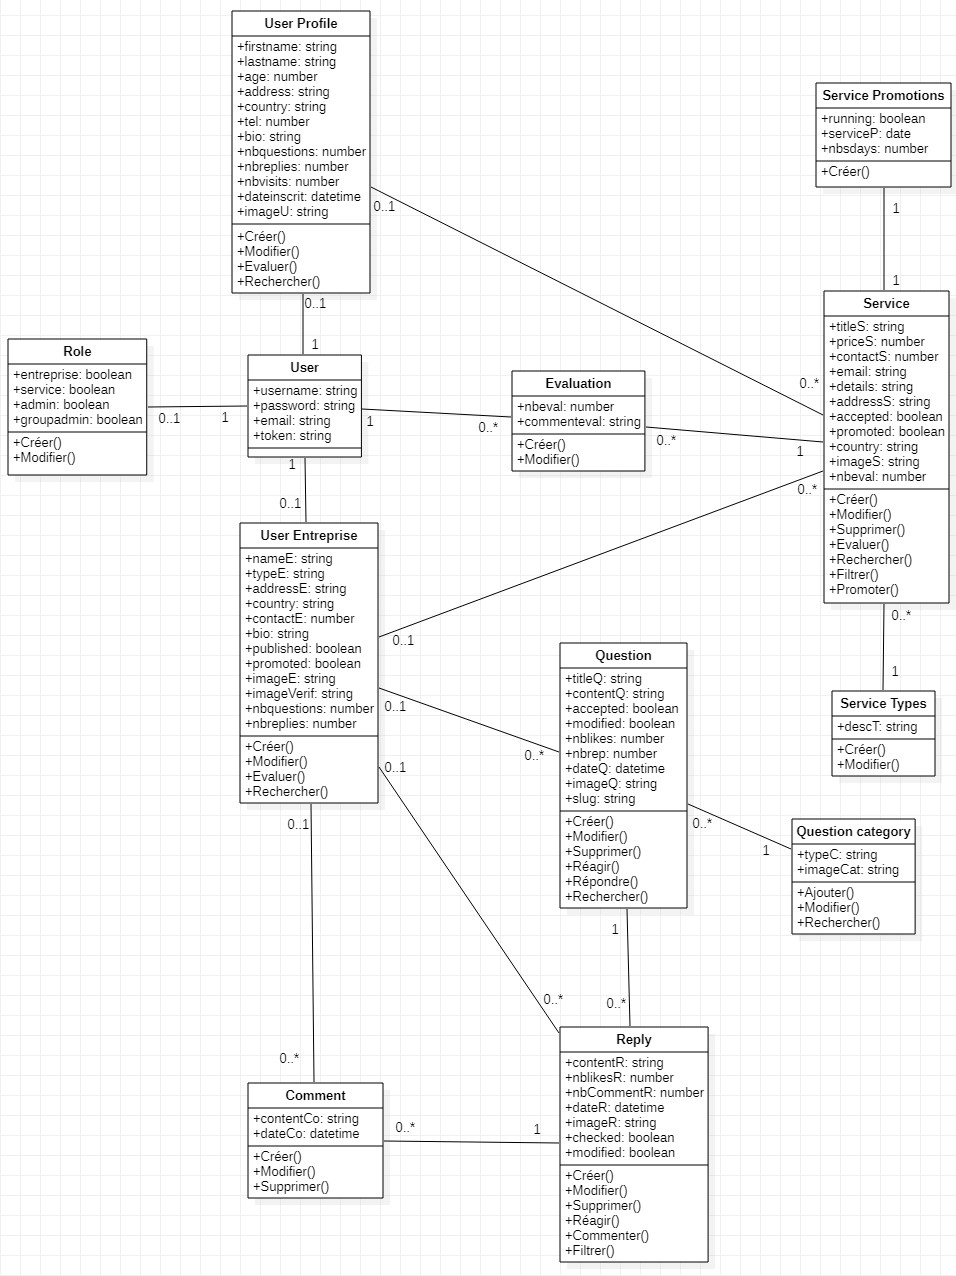 User Profile
+firstname: string
+lastname: string
+age: number
+address: string
+country: string
+tel: number
+bio: string
+nbquestions: number
+nbreplies: number
+nbvisits: number
+dateinscrit: datetime
+imageU: string
+Créer()
+Modifier()
+Evaluer()
+Rechercher()
0..1
0..*
0..1
1
Service Promotions
+running: boolean
+serviceP: date
+nbsdays: number
+Créer()
1
1
Role
+entreprise: boolean
+service: boolean
+admin: boolean
+groupadmin: boolean
+Créer()
+Modifier()
0..1
1
User
+username: string
+password: string
+email: string
+token: string
1
0..*
1
0..1
Evaluation
+nbeval: number
+commenteval: string
+Créer()
+Modifier()
0..*
1
Service
+titleS: string
+priceS: number
+contactS: number
+email: string
+details: string
+addressS: string
+accepted: boolean
+promoted: boolean
+country: string
+imageS: string
+nbeval: number
+Créer()
+Modifier()
+Supprimer()
+Evaluer()
+Rechercher()
+Filtrer()
+Promoter()
0..*
0..*
1
User Entreprise
+nameE: string
+typeE: string
+addressE: string
+country: string
+contactE: number
+bio: string
+published: boolean
+promoted: boolean
+imageE: string
+imageVerif: string
+nbquestions: number
+nbreplies: number
+Créer()
+Modifier()
+Evaluer()
+Rechercher()
0..1
0..1
0..*
0..1
0..*
0..1
0..*
Question
+titleQ: string
+contentQ: string
+accepted: boolean
+modified: boolean
+nblikes: number
+nbrep: number
+dateQ: datetime
+imageQ: string
+slug: string
+Créer()
+Modifier()
+Supprimer()
+Réagir()
+Répondre()
+Rechercher()
0..*
1
1
0..*
Service Types
+descT: string
+Créer()
+Modifier()
Question category
+typeC: string
+imageCat: string
+Ajouter()
+Modifier()
+Rechercher()
Comment
+contentCo: string
+dateCo: datetime
+Créer()
+Modifier()
+Supprimer()
0..*
1
Reply
+contentR: string
+nblikesR: number
+nbCommentR: number
+dateR: datetime
+imageR: string
+checked: boolean
+modified: boolean
+Créer()
+Modifier()
+Supprimer()
+Réagir()
+Commenter()
+Filtrer()